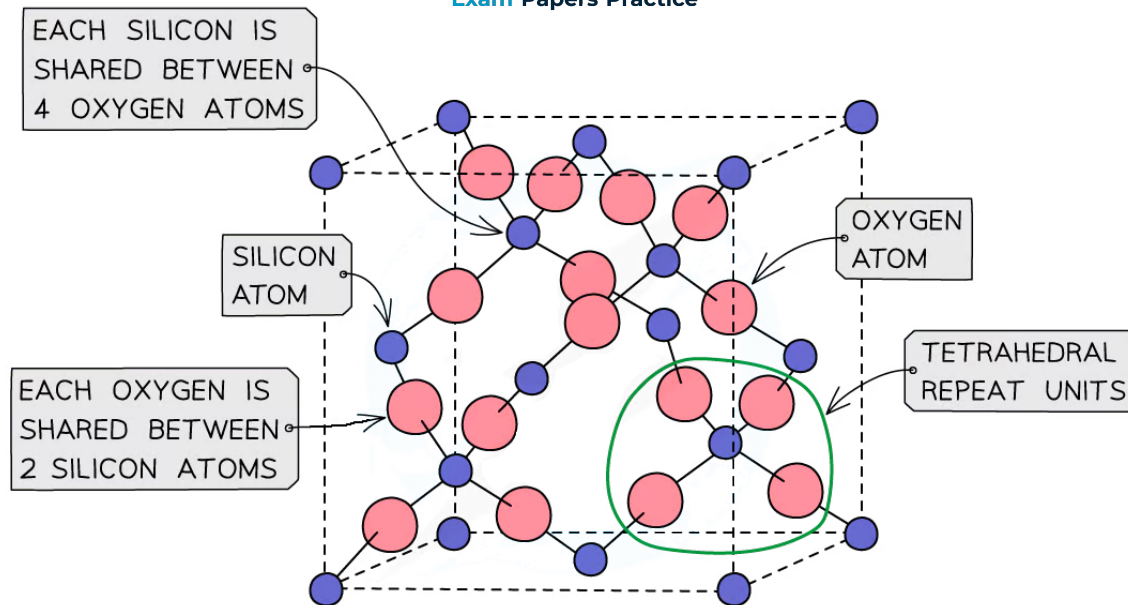 Exam Papers Practice
EACH SILICON IS
SHARED BETWEEN
4 OXYGEN ATOMS
SILICON
ATOM
OXYGEN
ATOM
TETRAHEDRAL
REPEAT UNITS
EACH OXYGEN IS
SHARED BETWEEN
2 SILICON ATOMS